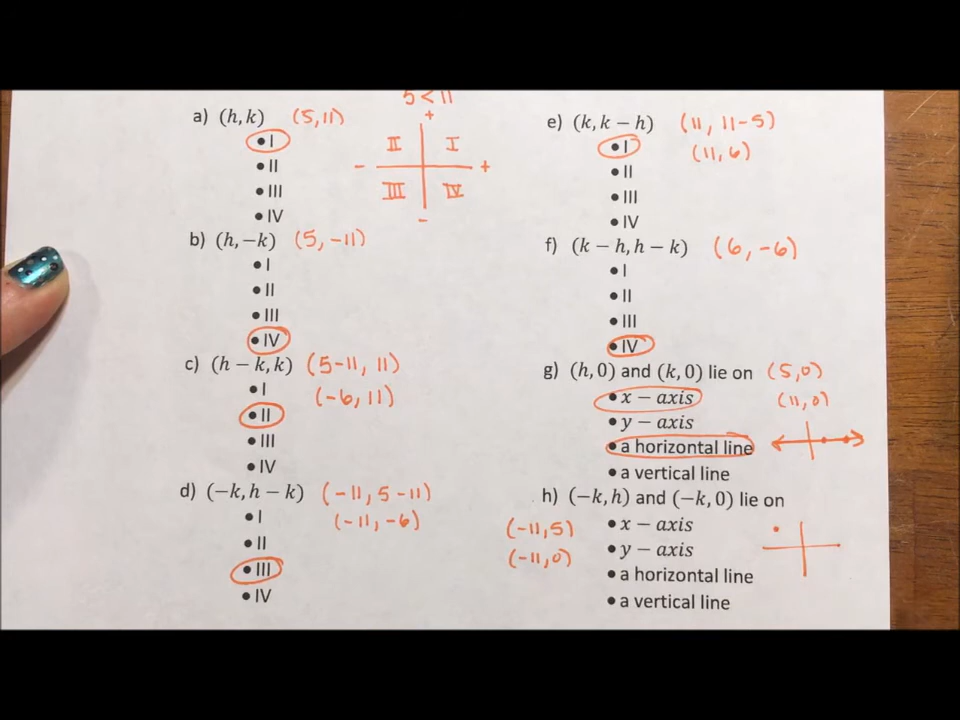 5 < 11
a) (h, k) (5, 11)
• I
• II
• III
• IV
+
II I
- +
III IV
-
b) (h, −k) (5, -11)
• I
• II
• III
• IV
c) (h − k, k) (5-11, 11)
• I (-6, 11)
• II
• III
• IV
d) (−k, h − k) (-11, 5-11)
• I (-11, -6)
• II
• III
• IV
e) (k, k − h) (11, 11-5)
• I (11, 6)
• II
• III
• IV
f) (k − h, h − k) (6, -6)
• I
• II
• III
• IV
g) (h, 0) and (k, 0) lie on (5, 0)
• x − axis (11, 0)
• y − axis
• a horizontal line
• a vertical line
h) (−k, h) and (−k, 0) lie on
(-11, 5) • x − axis
(-11, 0) • y − axis
• a horizontal line
• a vertical line